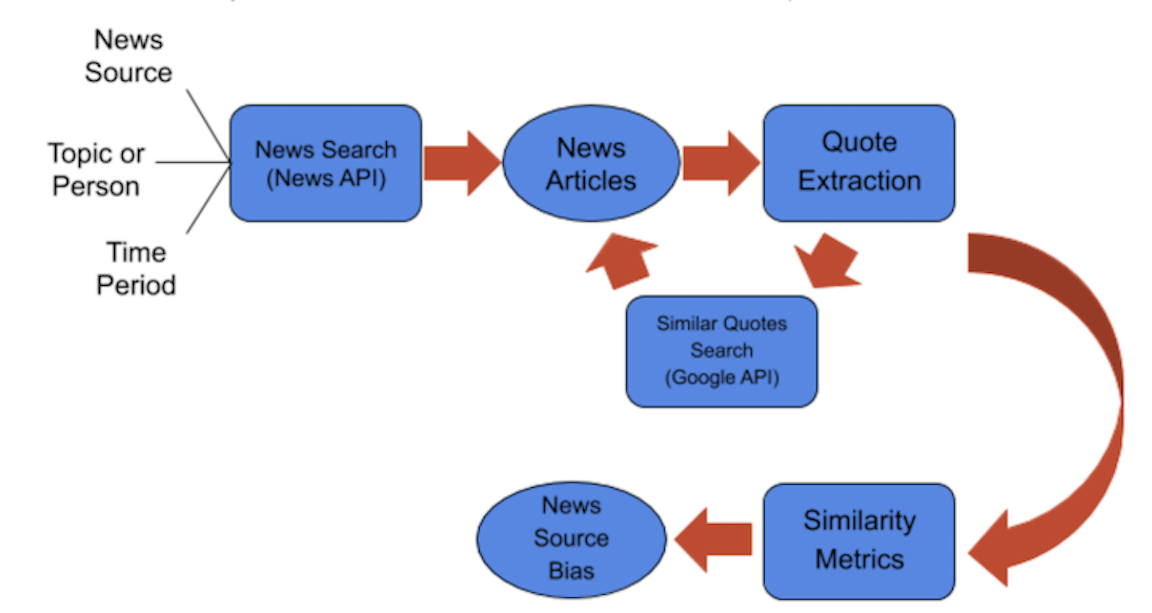 News
Source
Topic or
Person
Time
Period
News Search
(News API)
News
Articles
Quote
Extraction
Similar Quotes
Search
(Google API)
Similarity
Metrics
News
Source
Bias